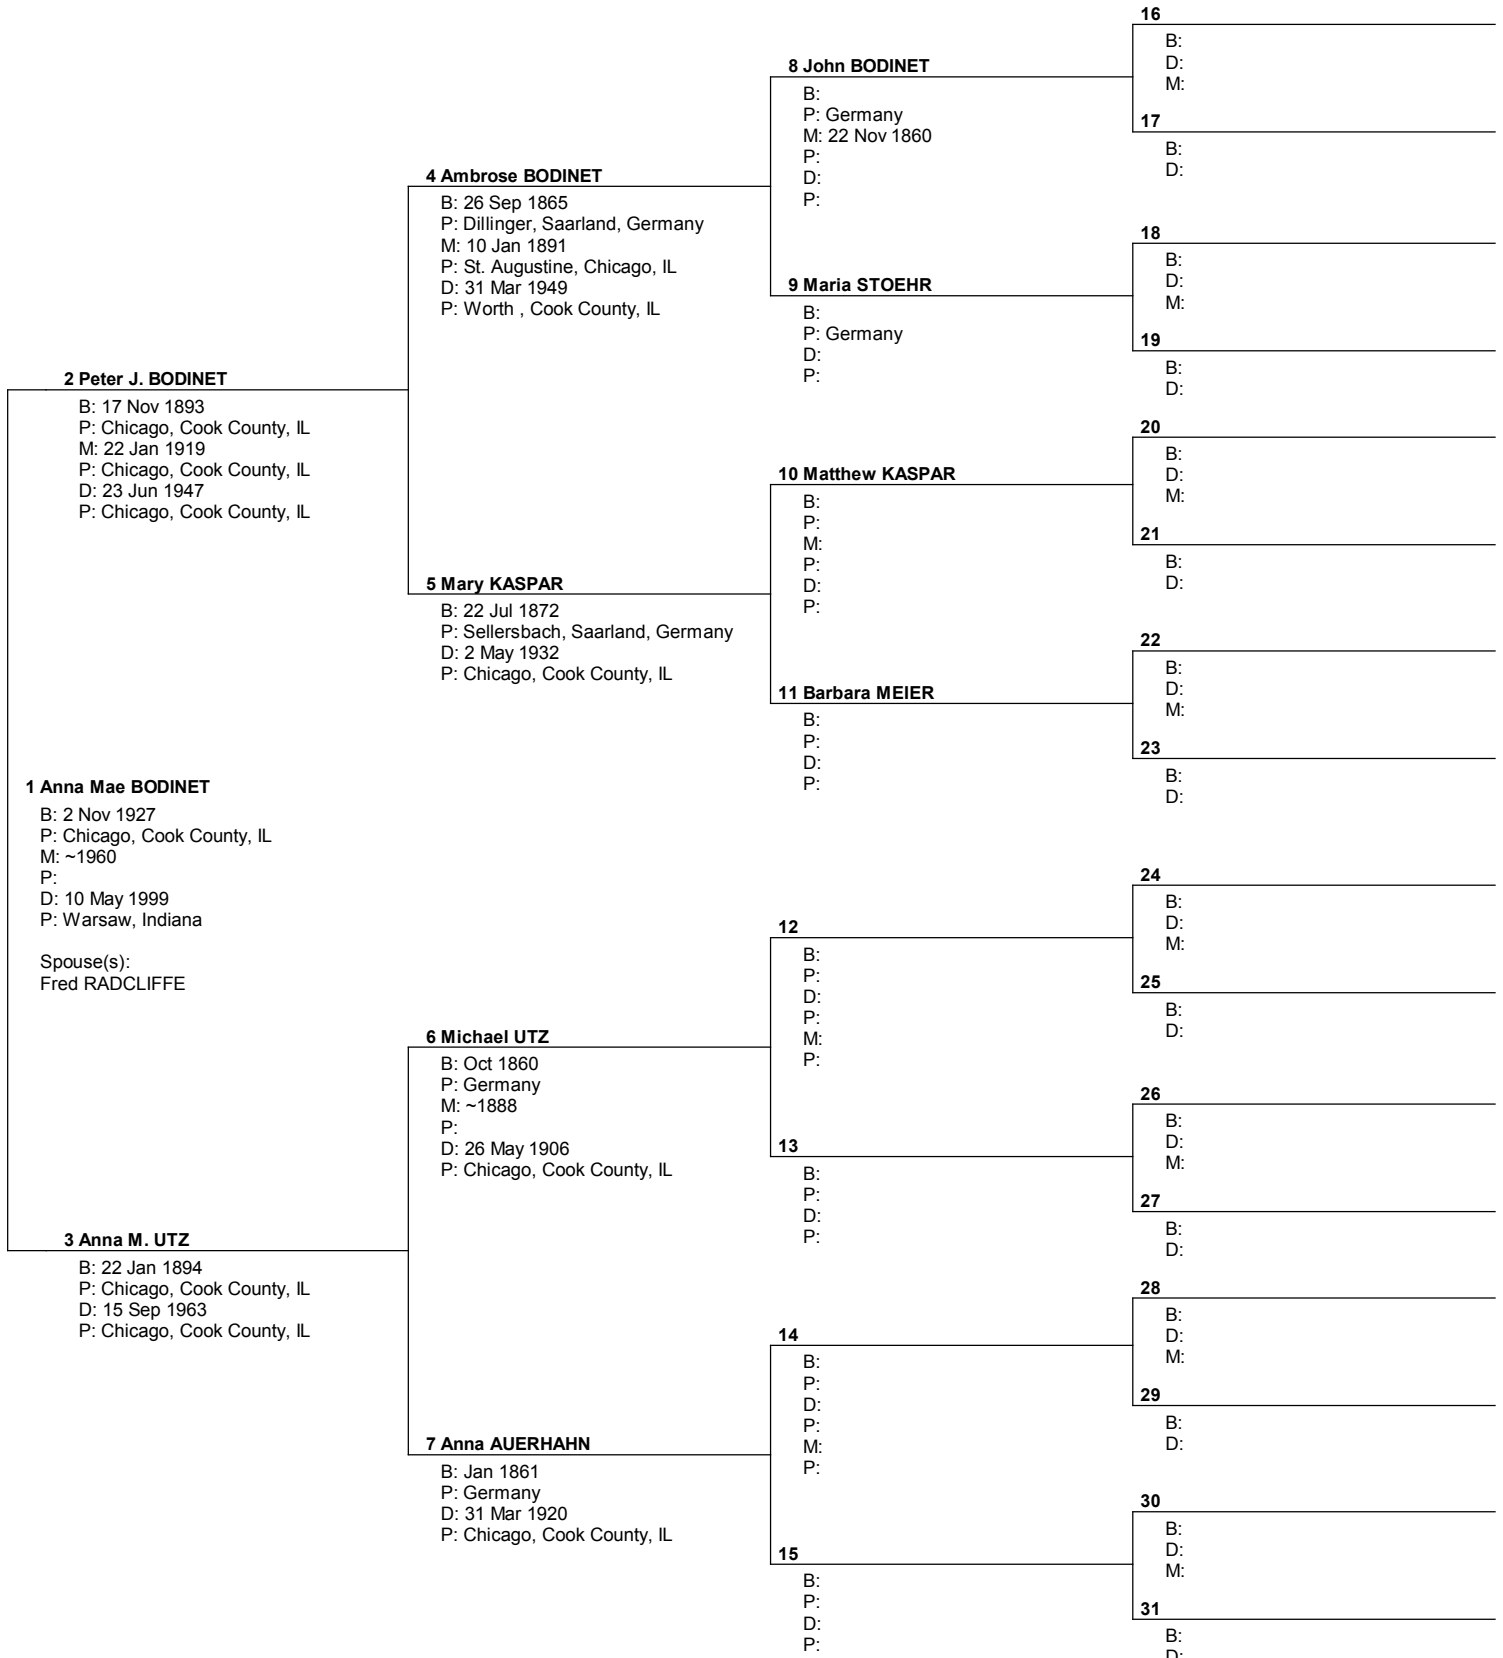 16
B:
D:
M:
8 John BODINET
B:
P: Germany
M: 22 Nov 1860
P:
D:
P:
17
B:
D:
4 Ambrose BODINET
B: 26 Sep 1865
P: Dillinger, Saarland, Germany
M: 10 Jan 1891
P: St. Augustine, Chicago, IL
D: 31 Mar 1949
P: Worth , Cook County, IL
18
B:
D:
M:
9 Maria STOEHR
B:
P: Germany
D:
P:
19
B:
D:
2 Peter J. BODINET
B: 17 Nov 1893
P: Chicago, Cook County, IL
M: 22 Jan 1919
P: Chicago, Cook County, IL
D: 23 Jun 1947
P: Chicago, Cook County, IL
20
B:
D:
M:
10 Matthew KASPAR
B:
P:
M:
P:
D:
P:
21
B:
D:
5 Mary KASPAR
B: 22 Jul 1872
P: Sellersbach, Saarland, Germany
D: 2 May 1932
P: Chicago, Cook County, IL
22
B:
D:
M:
11 Barbara MEIER
B:
P:
D:
P:
23
B:
D:
1 Anna Mae BODINET
B: 2 Nov 1927
P: Chicago, Cook County, IL
M: ~1960
P:
D: 10 May 1999
P: Warsaw, Indiana
Spouse(s):
Fred RADCLIFFE
24
B:
D:
M:
12
B:
P:
D:
P:
M:
P:
25
B:
D:
6 Michael UTZ
B: Oct 1860
P: Germany
M: ~1888
P:
D: 26 May 1906
P: Chicago, Cook County, IL
26
B:
D:
M:
13
B:
P:
D:
P:
27
B:
D:
3 Anna M. UTZ
B: 22 Jan 1894
P: Chicago, Cook County, IL
D: 15 Sep 1963
P: Chicago, Cook County, IL
28
B:
D:
M:
14
B:
P:
D:
P:
M:
P:
29
B:
D:
7 Anna AUERHAHN
B: Jan 1861
P: Germany
D: 31 Mar 1920
P: Chicago, Cook County, IL
30
B:
D:
M:
15
B:
P:
D:
P:
31
B:
D: